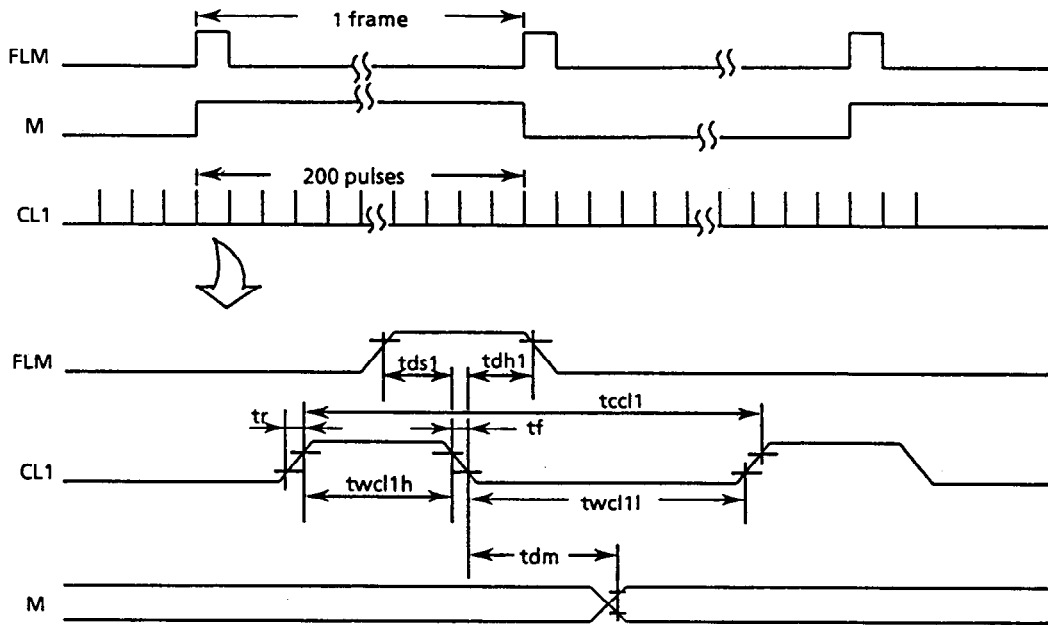 1 frame
FLM
M
200 pulses
CL1
FLM
tds1
tdh1
tccl1
tr
tf
CL1
twcl1h
twcl1l
tdm
M